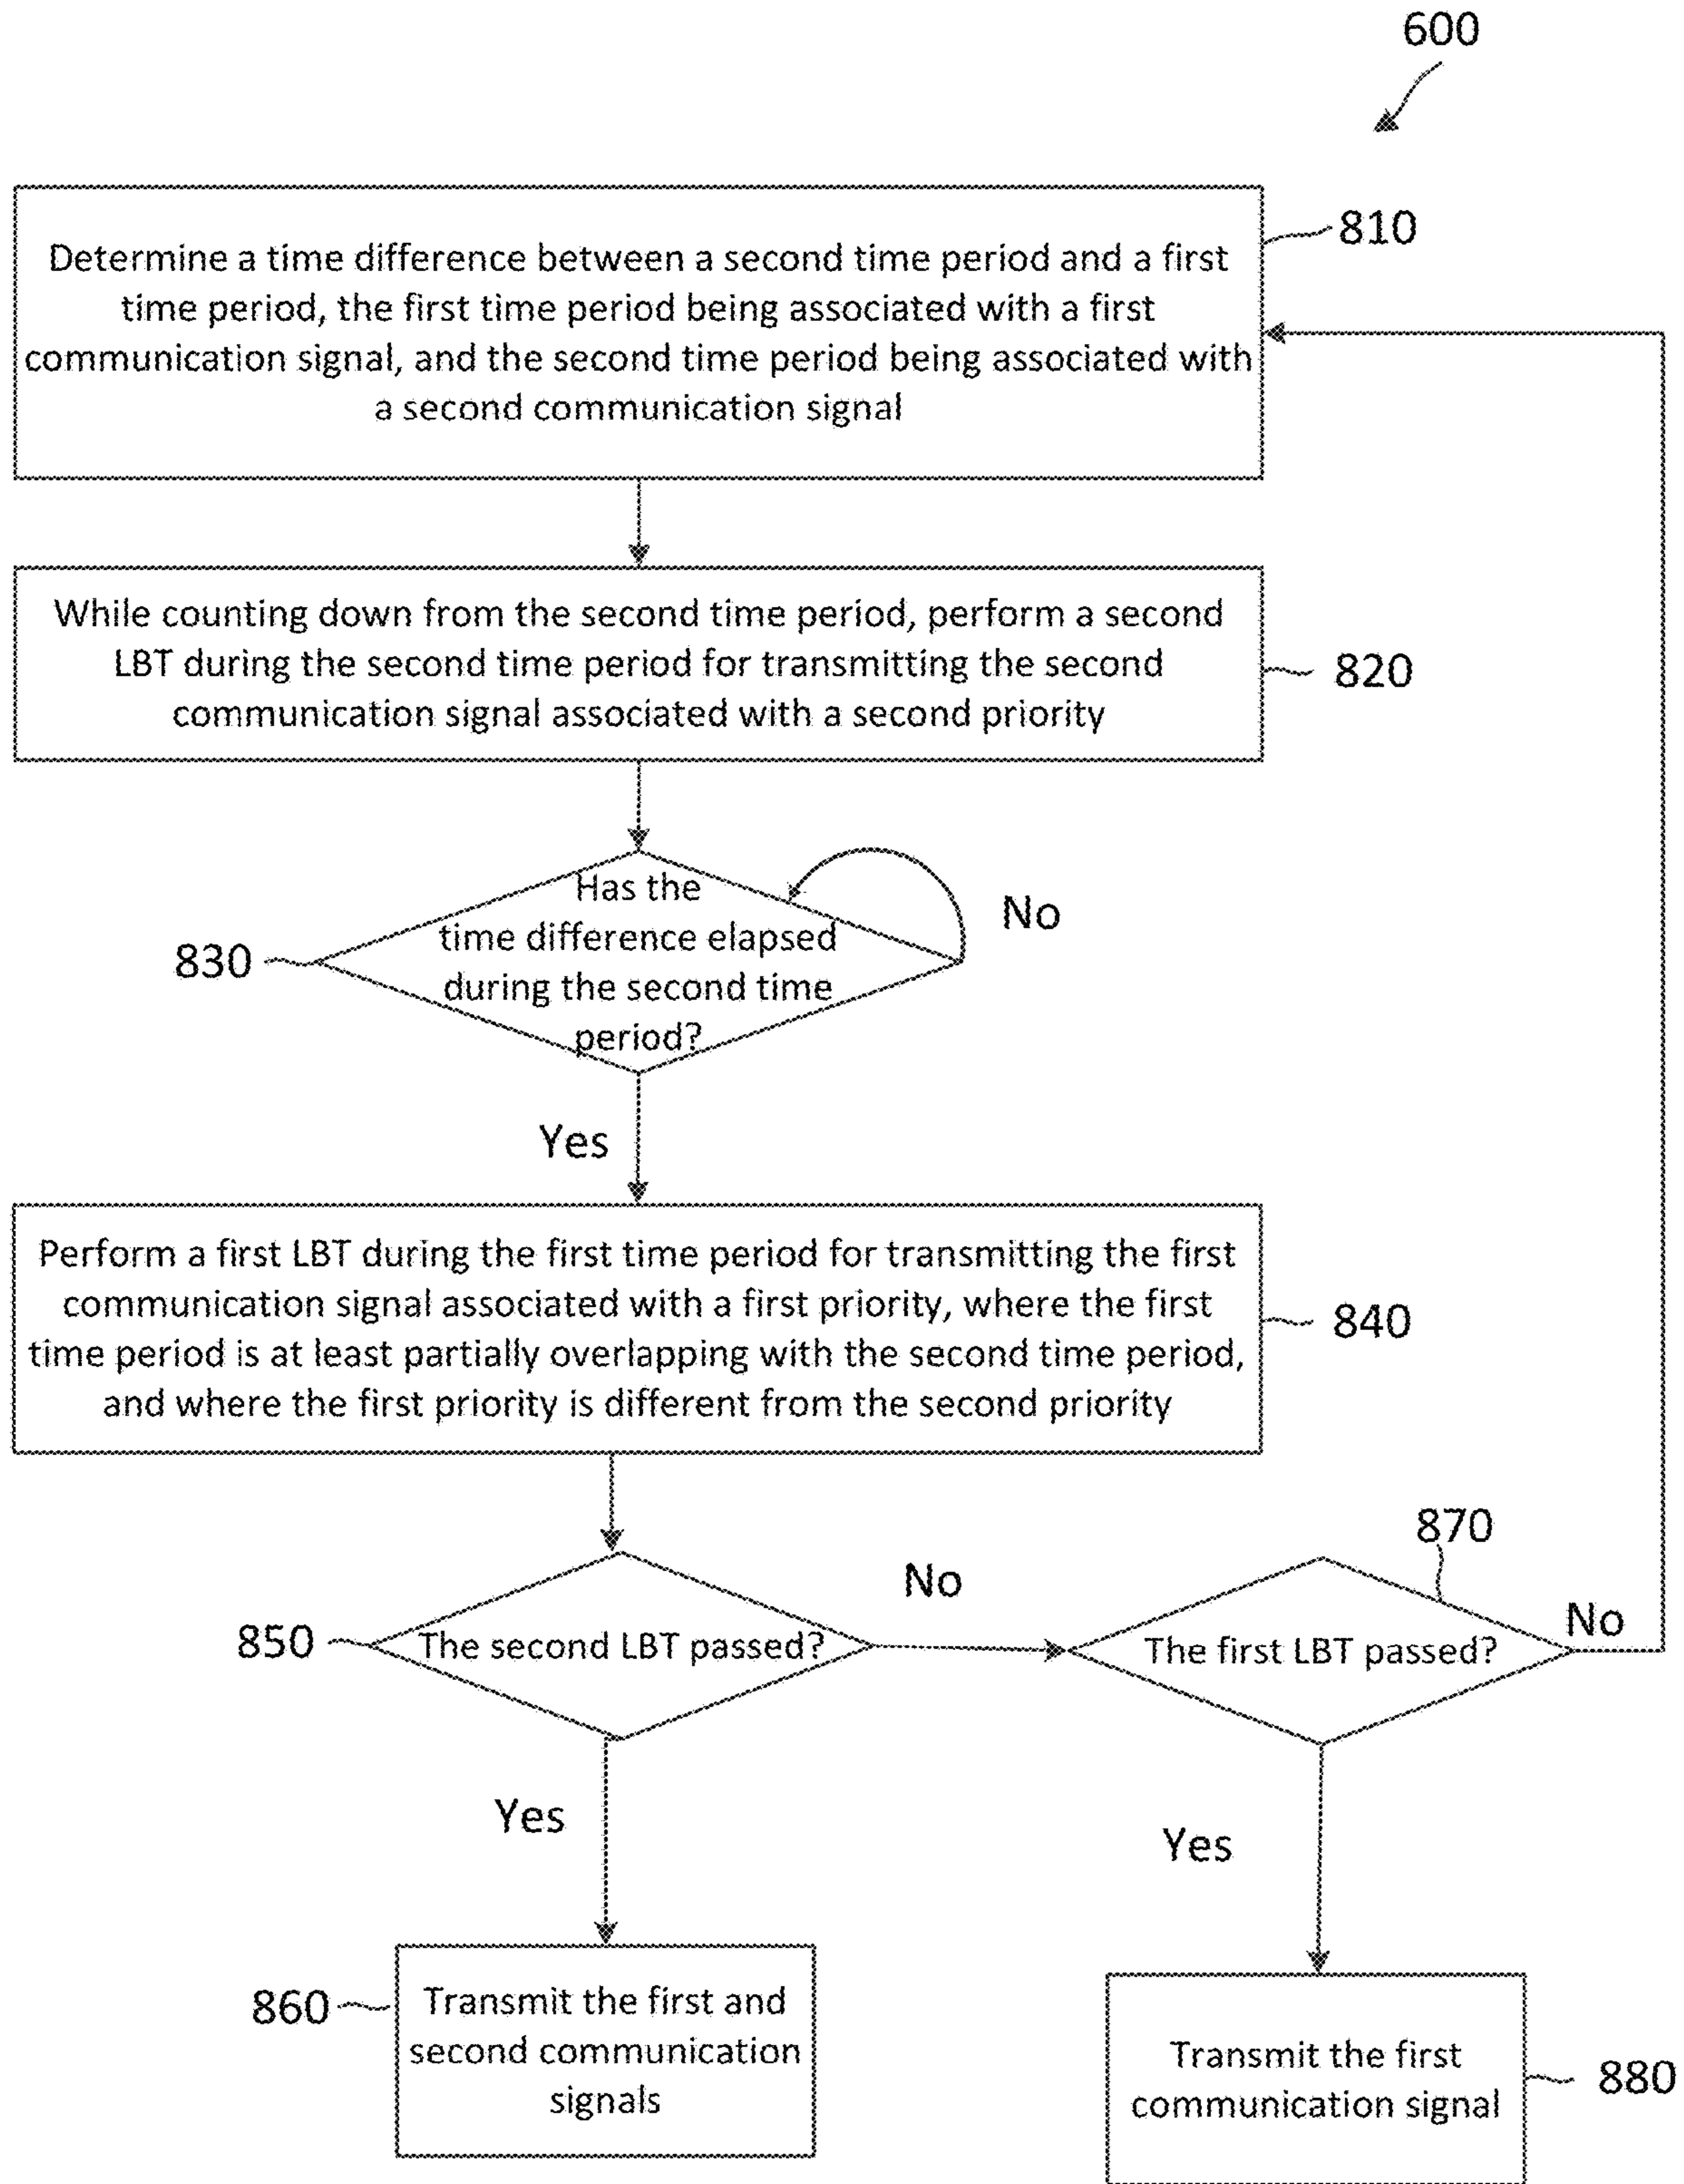 600
Determine a time difference between a second time period and a first
time period, the first time period being associated with a first
communication signal, and the second time period being associated with
a second communication signal
810
While counting down from the second time period, perform a second
LBT during the second time period for transmitting the second
communication signal associated with a second priority
820
Has the
time difference elapsed
during the second time
period?
830
No
Yes
Perform a first LBT during the first time period for transmitting the first
communication signal associated with a first priority, where the first
time period is at least partially overlapping with the second time period,
and where the first priority is different from the second priority
840
850
The second LBT passed?
No
870
The first LBT passed?
No
Yes
Yes
860
Transmit the first and
second communication
signals
Transmit the first
communication signal
880